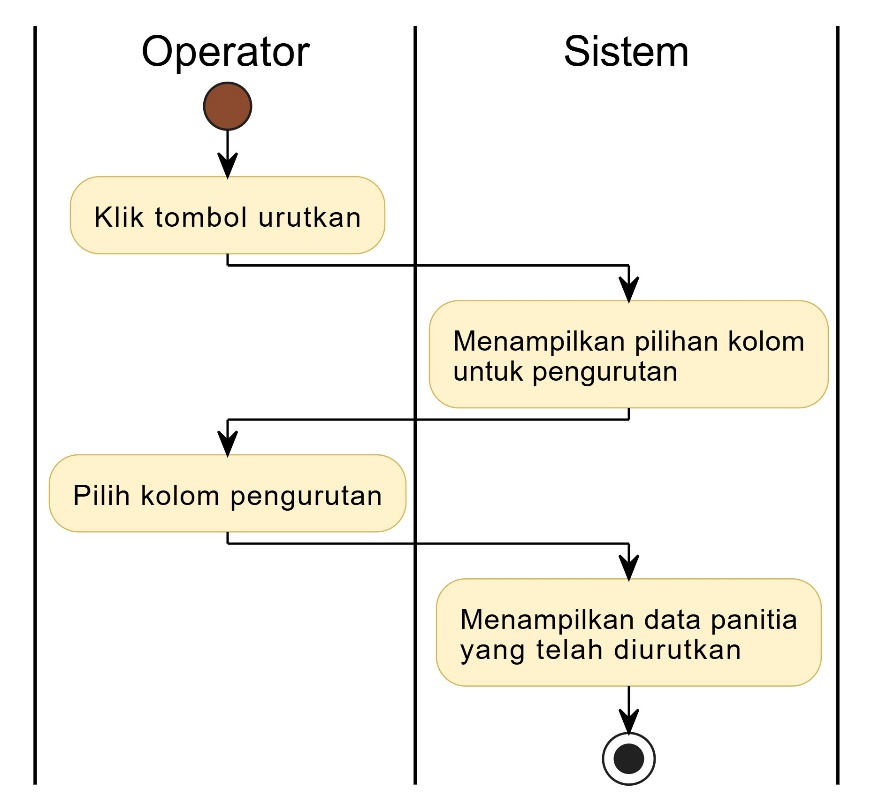 Operator
Sistem
Klik tombol urutkan
Menampilkan pilihan kolom
untuk pengurutan
Pilih kolom pengurutan
Menampilkan data panitia
yang telah diurutkan